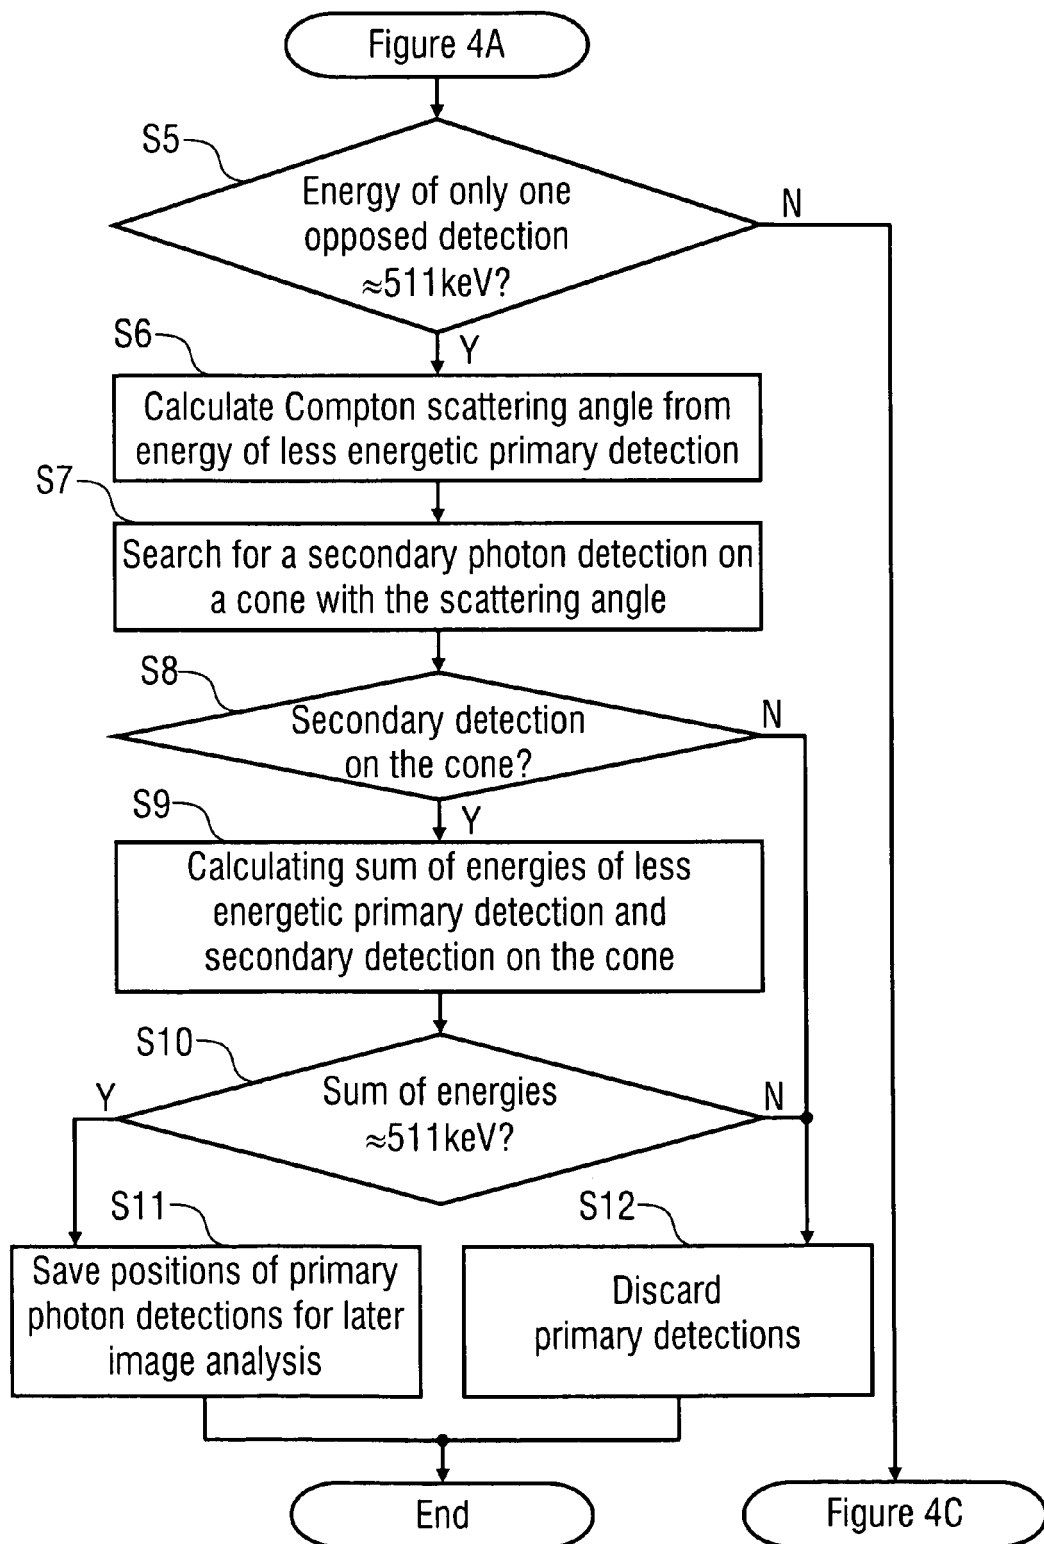 Figure 4A
S5
Energy of only one
opposed detection
≈511keV?
N
Y
S6
Calculate Compton scattering angle from
energy of less energetic primary detection
S7
Search for a secondary photon detection on
a cone with the scattering angle
S8
Secondary detection
on the cone?
N
Y
S9
Calculating sum of energies of less
energetic primary detection and
secondary detection on the cone
S10
Sum of energies
≈511keV?
Y
N
S11
Save positions of primary
photon detections for later
image analysis
S12
Discard
primary detections
End
Figure 4C